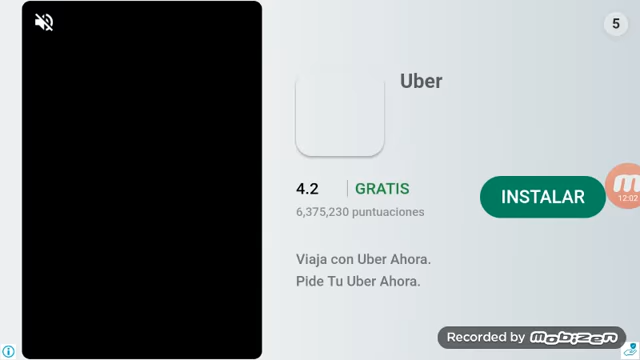 5
Uber
4.2 GRATIS
6,375,230 puntuaciones
INSTALAR
12:02
Viaja con Uber Ahora.
Pide Tu Uber Ahora.
Recorded by mobizen